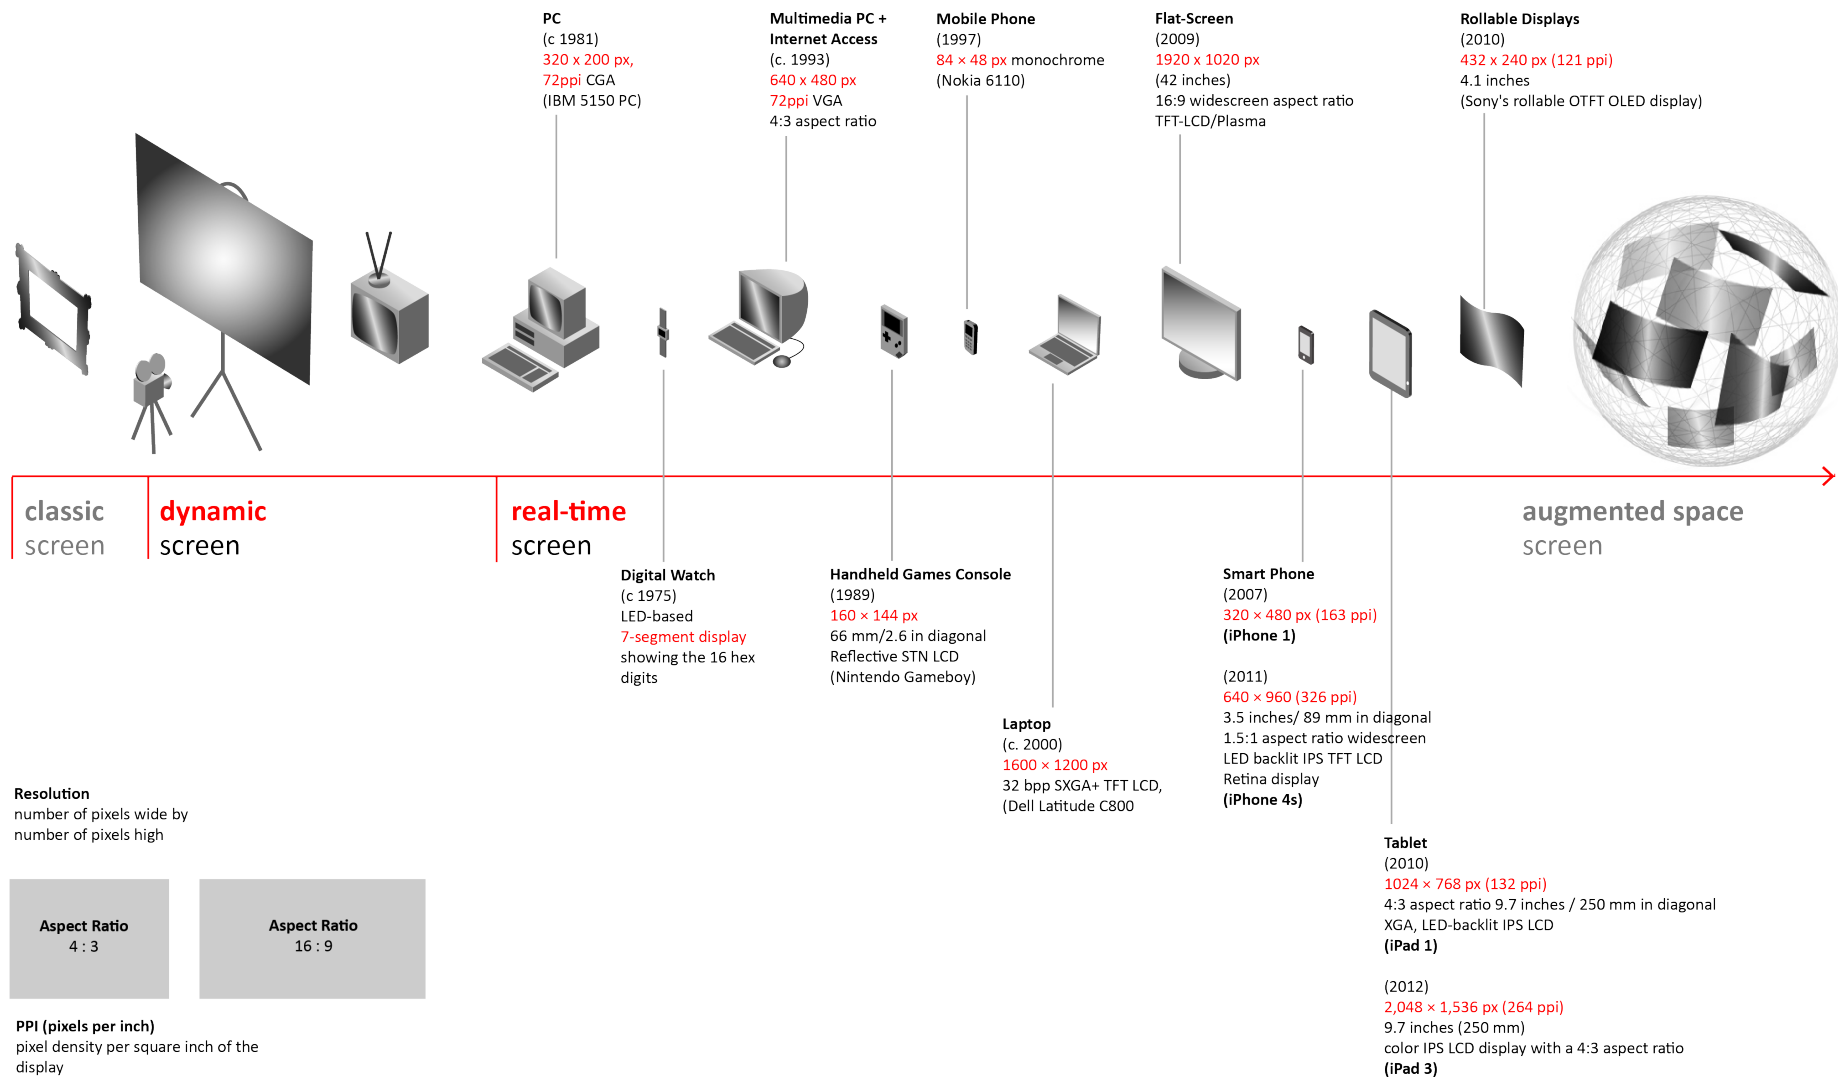 PC
(c 1981)
320 x 200 px,
72ppi CGA
(IBM 5150 PC)
Multimedia PC +
Internet Access
(c. 1993)
640 x 480 px
72ppi VGA
4:3 aspect ratio
Mobile Phone
(1997)
84 × 48 px monochrome
(Nokia 6110)
Flat-Screen
(2009)
1920 x 1020 px
(42 inches)
16:9 widescreen aspect ratio
TFT-LCD/Plasma
Rollable Displays
(2010)
432 x 240 px (121 ppi)
4.1 inches
(Sony's rollable OTFT OLED display)
classic
screen
dynamic
screen
real-time
screen
augmented space
screen
Digital Watch
(c 1975)
LED-based
7-segment display
showing the 16 hex
digits
Handheld Games Console
(1989)
160 × 144 px
66 mm/2.6 in diagonal
Reflective STN LCD
(Nintendo Gameboy)
Laptop
(c. 2000)
1600 × 1200 px
32 bpp SXGA+ TFT LCD,
(Dell Latitude C800
Smart Phone
(2007)
320 × 480 px (163 ppi)
(iPhone 1)
(2011)
640 × 960 (326 ppi)
3.5 inches/ 89 mm in diagonal
1.5:1 aspect ratio widescreen
LED backlit IPS TFT LCD
Retina display
(iPhone 4s)
Tablet
(2010)
1024 × 768 px (132 ppi)
4:3 aspect ratio 9.7 inches / 250 mm in diagonal
XGA, LED-backlit IPS LCD
(iPad 1)
(2012)
2,048 × 1,536 px (264 ppi)
9.7 inches (250 mm)
color IPS LCD display with a 4:3 aspect ratio
(iPad 3)
Resolution
number of pixels wide by
number of pixels high
Aspect Ratio
4 : 3
Aspect Ratio
16 : 9
PPI (pixels per inch)
pixel density per square inch of the
display